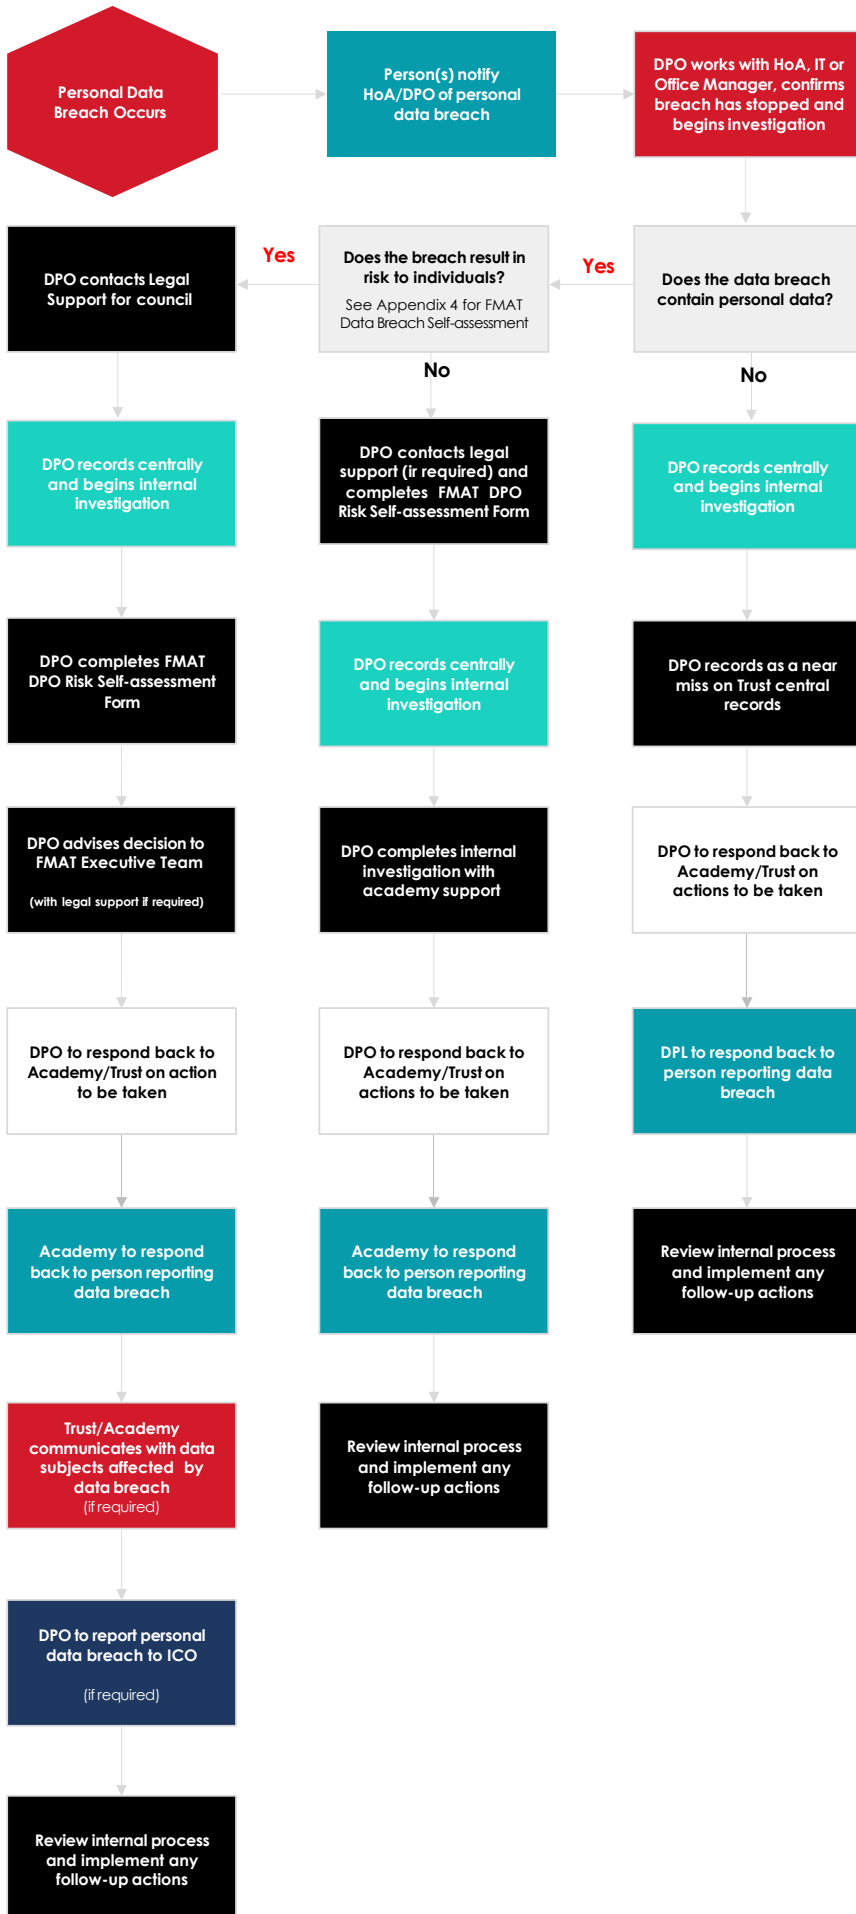 Personal Data
Breach Occurs
Person(s) notify
HoA/DPO of personal
data breach
DPO works with HoA, IT or
Office Manager, confirms
breach has stopped and
begins investigation
DPO contacts Legal
Support for council
Yes
Does the breach result in
risk to individuals?
See Appendix 4 for FMAT
Data Breach Self-assessment
Yes
Does the data breach
contain personal data?
No
No
DPO records centrally
and begins internal
investigation
DPO contacts legal
support (ir required) and
completes FMAT DPO
Risk Self-assessment Form
DPO records centrally
and begins internal
investigation
DPO completes FMAT
DPO Risk Self-assessment
Form
DPO records centrally
and begins internal
investigation
DPO records as a near
miss on Trust central
records
DPO advises decision to
FMAT Executive Team
(with legal support if required)
DPO completes internal
investigation with
academy support
DPO to respond back to
Academy/Trust on
actions to be taken
DPO to respond back to
Academy/Trust on action
to be taken
DPO to respond back to
Academy/Trust on
actions to be taken
DPL to respond back to
person reporting data
breach
Academy to respond
back to person reporting
data breach
Academy to respond
back to person reporting
data breach
Review internal process
and implement any
follow-up actions
Trust/Academy
communicates with data
subjects affected by
data breach
(if required)
Review internal process
and implement any
follow-up actions
DPO to report personal
data breach to ICO
(if required)
Review internal process
and implement any
follow-up actions